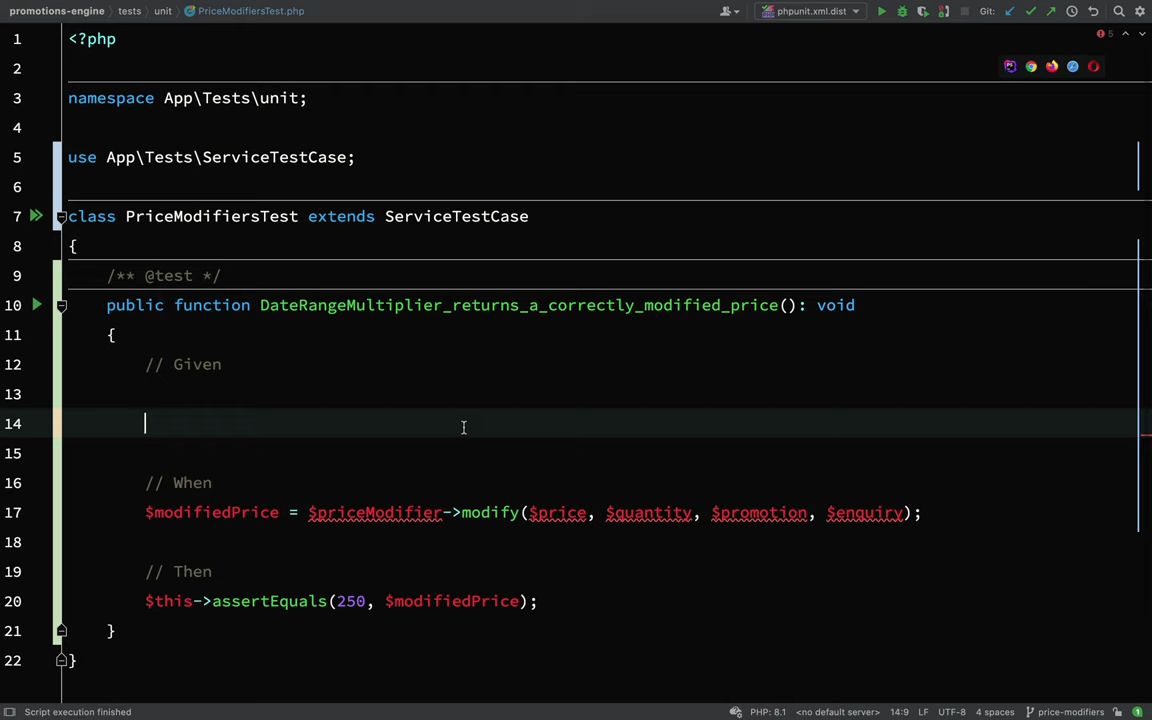 promotions-engine tests unit PriceModifiersTest.php phpunit.xml.dist Git:
1 <?php 5
2
3 namespace App\Tests\unit;
4
5 use App\Tests\ServiceTestCase;
6
7 class PriceModifiersTest extends ServiceTestCase
8 {
9 /** @test */
10 public function DateRangeMultiplier_returns_a_correctly_modified_price(): void
11 {
12 // Given
13
14
15
16 // When
17 $modifiedPrice = $priceModifier->modify($price, $quantity, $promotion, $enquiry);
18
19 // Then
20 $this->assertEquals(250, $modifiedPrice);
21 }
22 }
Script execution finished PHP: 8.1 <no default server> 14:9 LF UTF-8 4 spaces price-modifiers 1